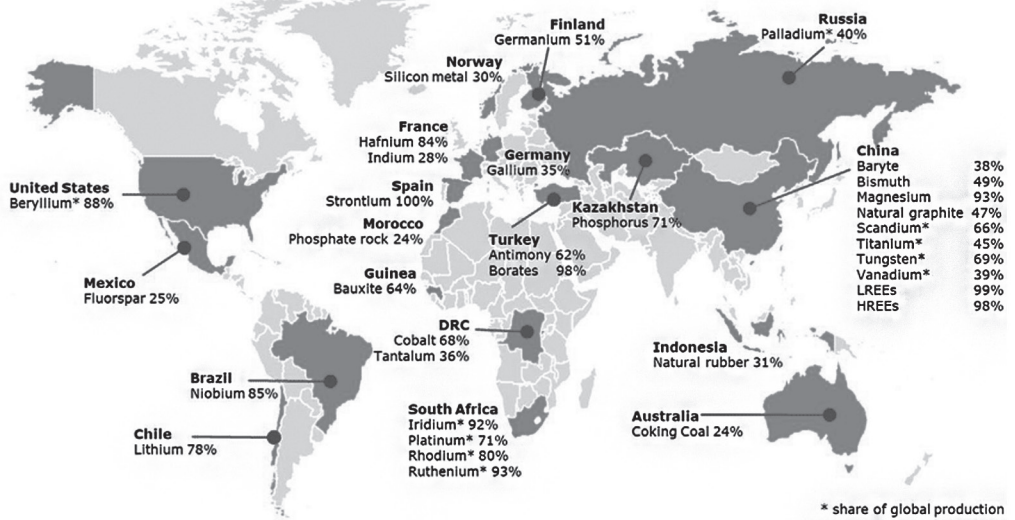 Finland
Germanium 51%
Russia
Palladium* 40%
Norway
Silicon metal 30%
France
Hafnium 84%
Indium 28%
Germany
Gallium 35%
China
Baryte 38%
Bismuth 49%
Magnesium 93%
Natural graphite 47%
Scandium* 66%
Titanium* 45%
Tungsten* 69%
Vanadium* 39%
LREEs 99%
HREEs 98%
United States
Beryllium* 88%
Spain
Strontium 100%
Kazakhstan
Phosphorus 71%
Morocco
Phosphate rock 24%
Turkey
Antimony 62%
Borates 98%
Mexico
Fluorspar 25%
Guinea
Bauxite 64%
DRC
Cobalt 68%
Tantalum 36%
Indonesia
Natural rubber 31%
Brazil
Niobium 85%
South Africa
Iridium* 92%
Platinum* 71%
Rhodium* 80%
Ruthenium* 93%
Australia
Coking Coal 24%
Chile
Lithium 78%
* share of global production